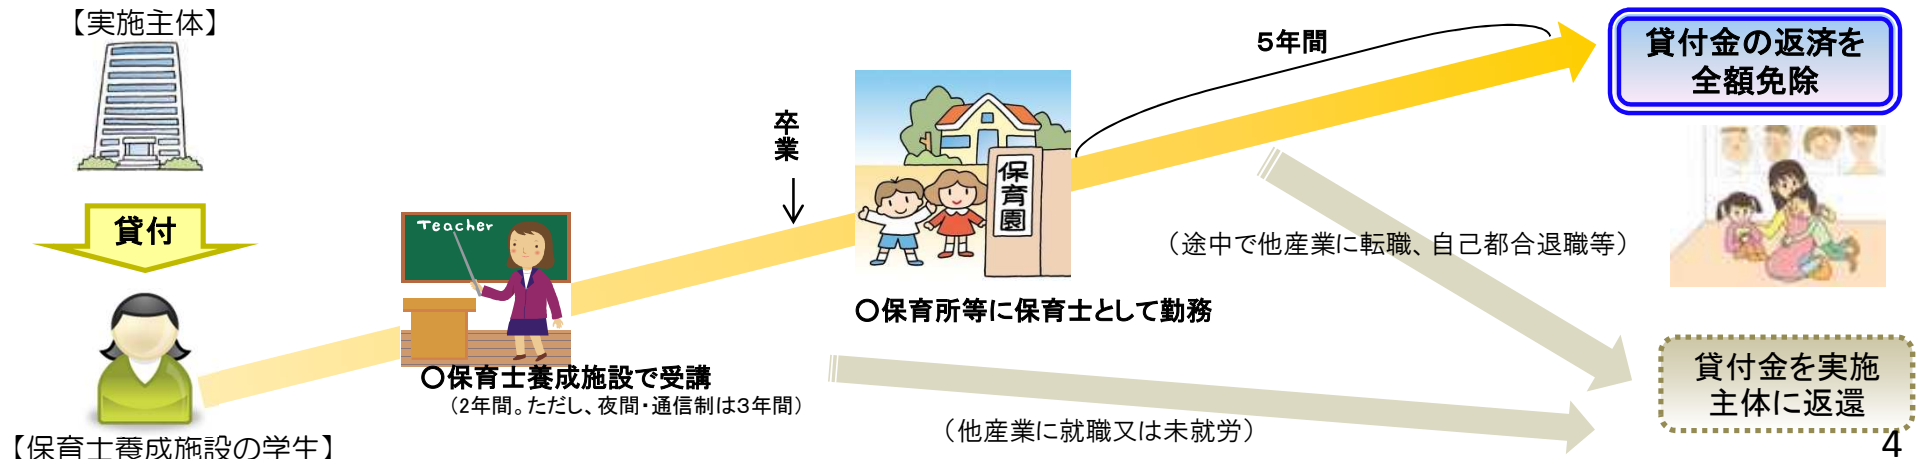 【実施主体】
貸付
【保育士養成施設の学生】
Teacher
○保育士養成施設で受講
（2年間。ただし、夜間・通信制は3年間）
卒業
保育園
○保育所等に保育士として勤務
5年間
貸付金の返済を
全額免除
（途中で他産業に転職、自己都合退職等）
（他産業に就職又は未就労）
貸付金を実施
主体に返還
4